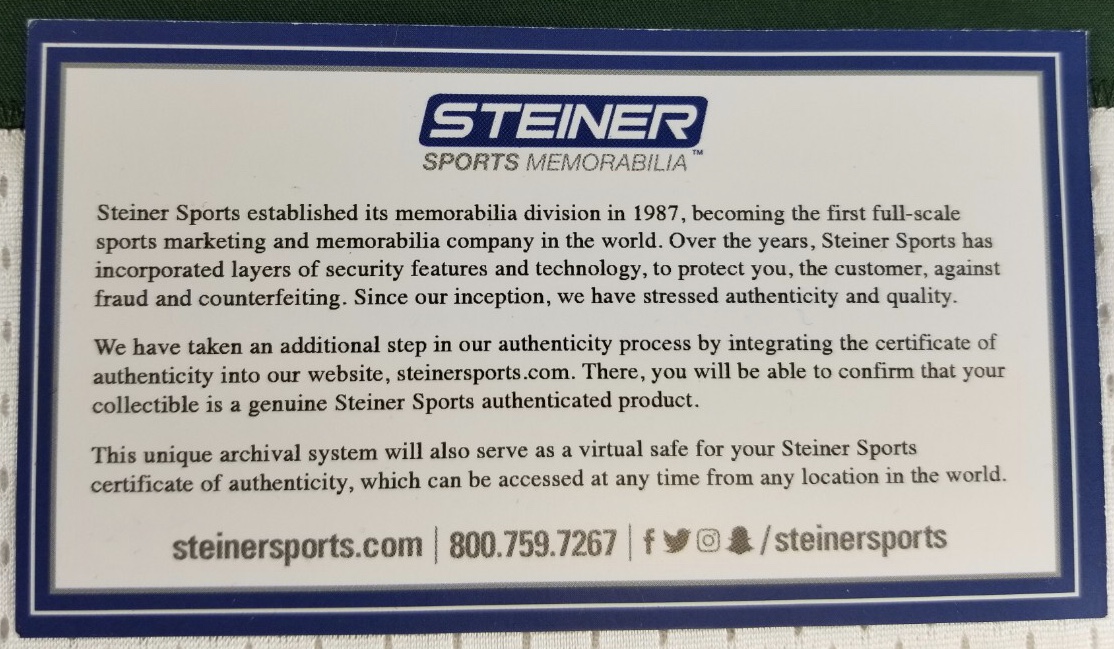 STEINER
SPORTS MEMORABILIA™
Steiner Sports established its memorabilia division in 1987, becoming the first full-scale
sports marketing and memorabilia company in the world. Over the years, Steiner Sports has
incorporated layers of security features and technology, to protect you, the customer, against
fraud and counterfeiting. Since our inception, we have stressed authenticity and quality.
We have taken an additional step in our authenticity process by integrating the certificate of
authenticity into our website, steinersports.com. There, you will be able to confirm that your
collectible is a genuine Steiner Sports authenticated product.
This unique archival system will also serve as a virtual safe for your Steiner Sports
certificate of authenticity, which can be accessed at any time from any location in the world.
steinersports.com | 800.759.7267 | f /steinersports